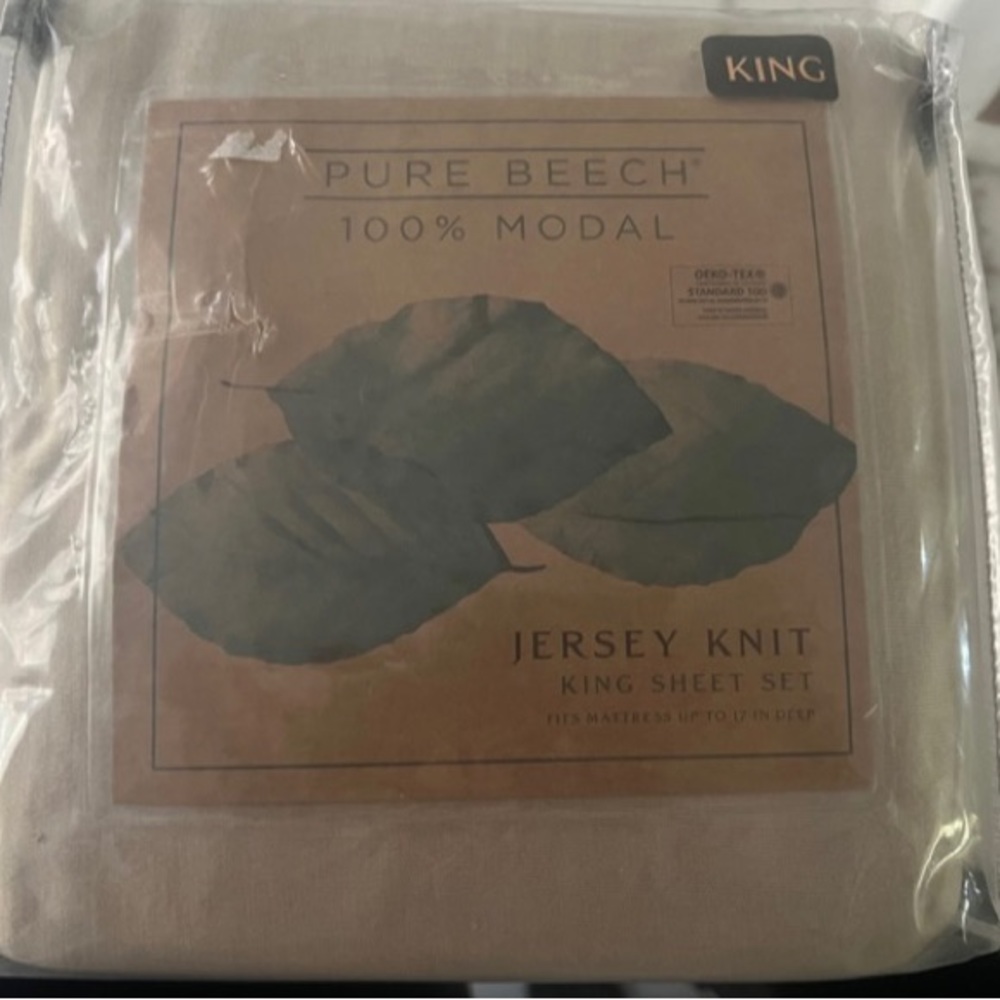 KING
PURE BEECH®
100% MODAL
OEKO-TEX®
STANDARD 100
JERSEY KNIT
KING SHEET SET
FITS MATTRESS UP TO 17 IN DEEP